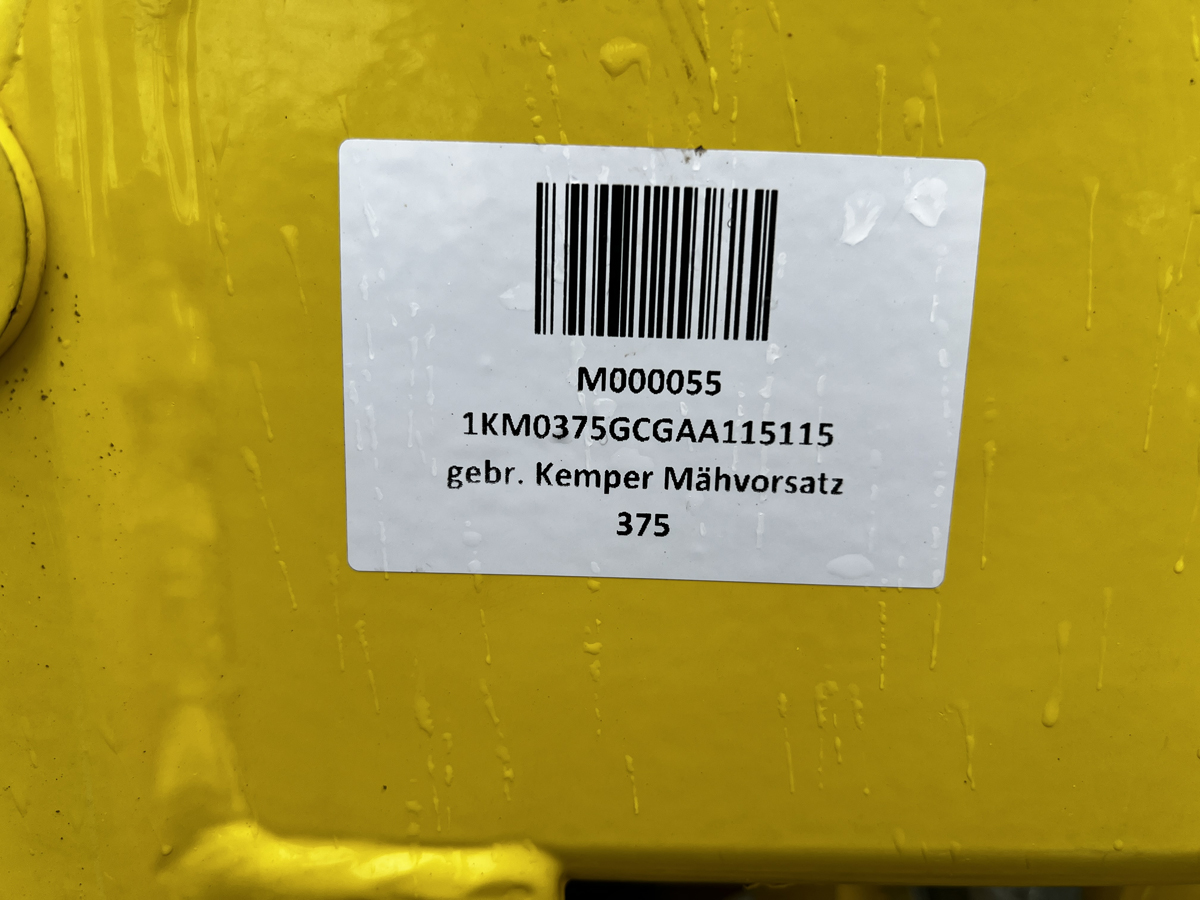 M000055
1KM0375GCGAA115115
gebr. Kemper Mähvorsatz
375